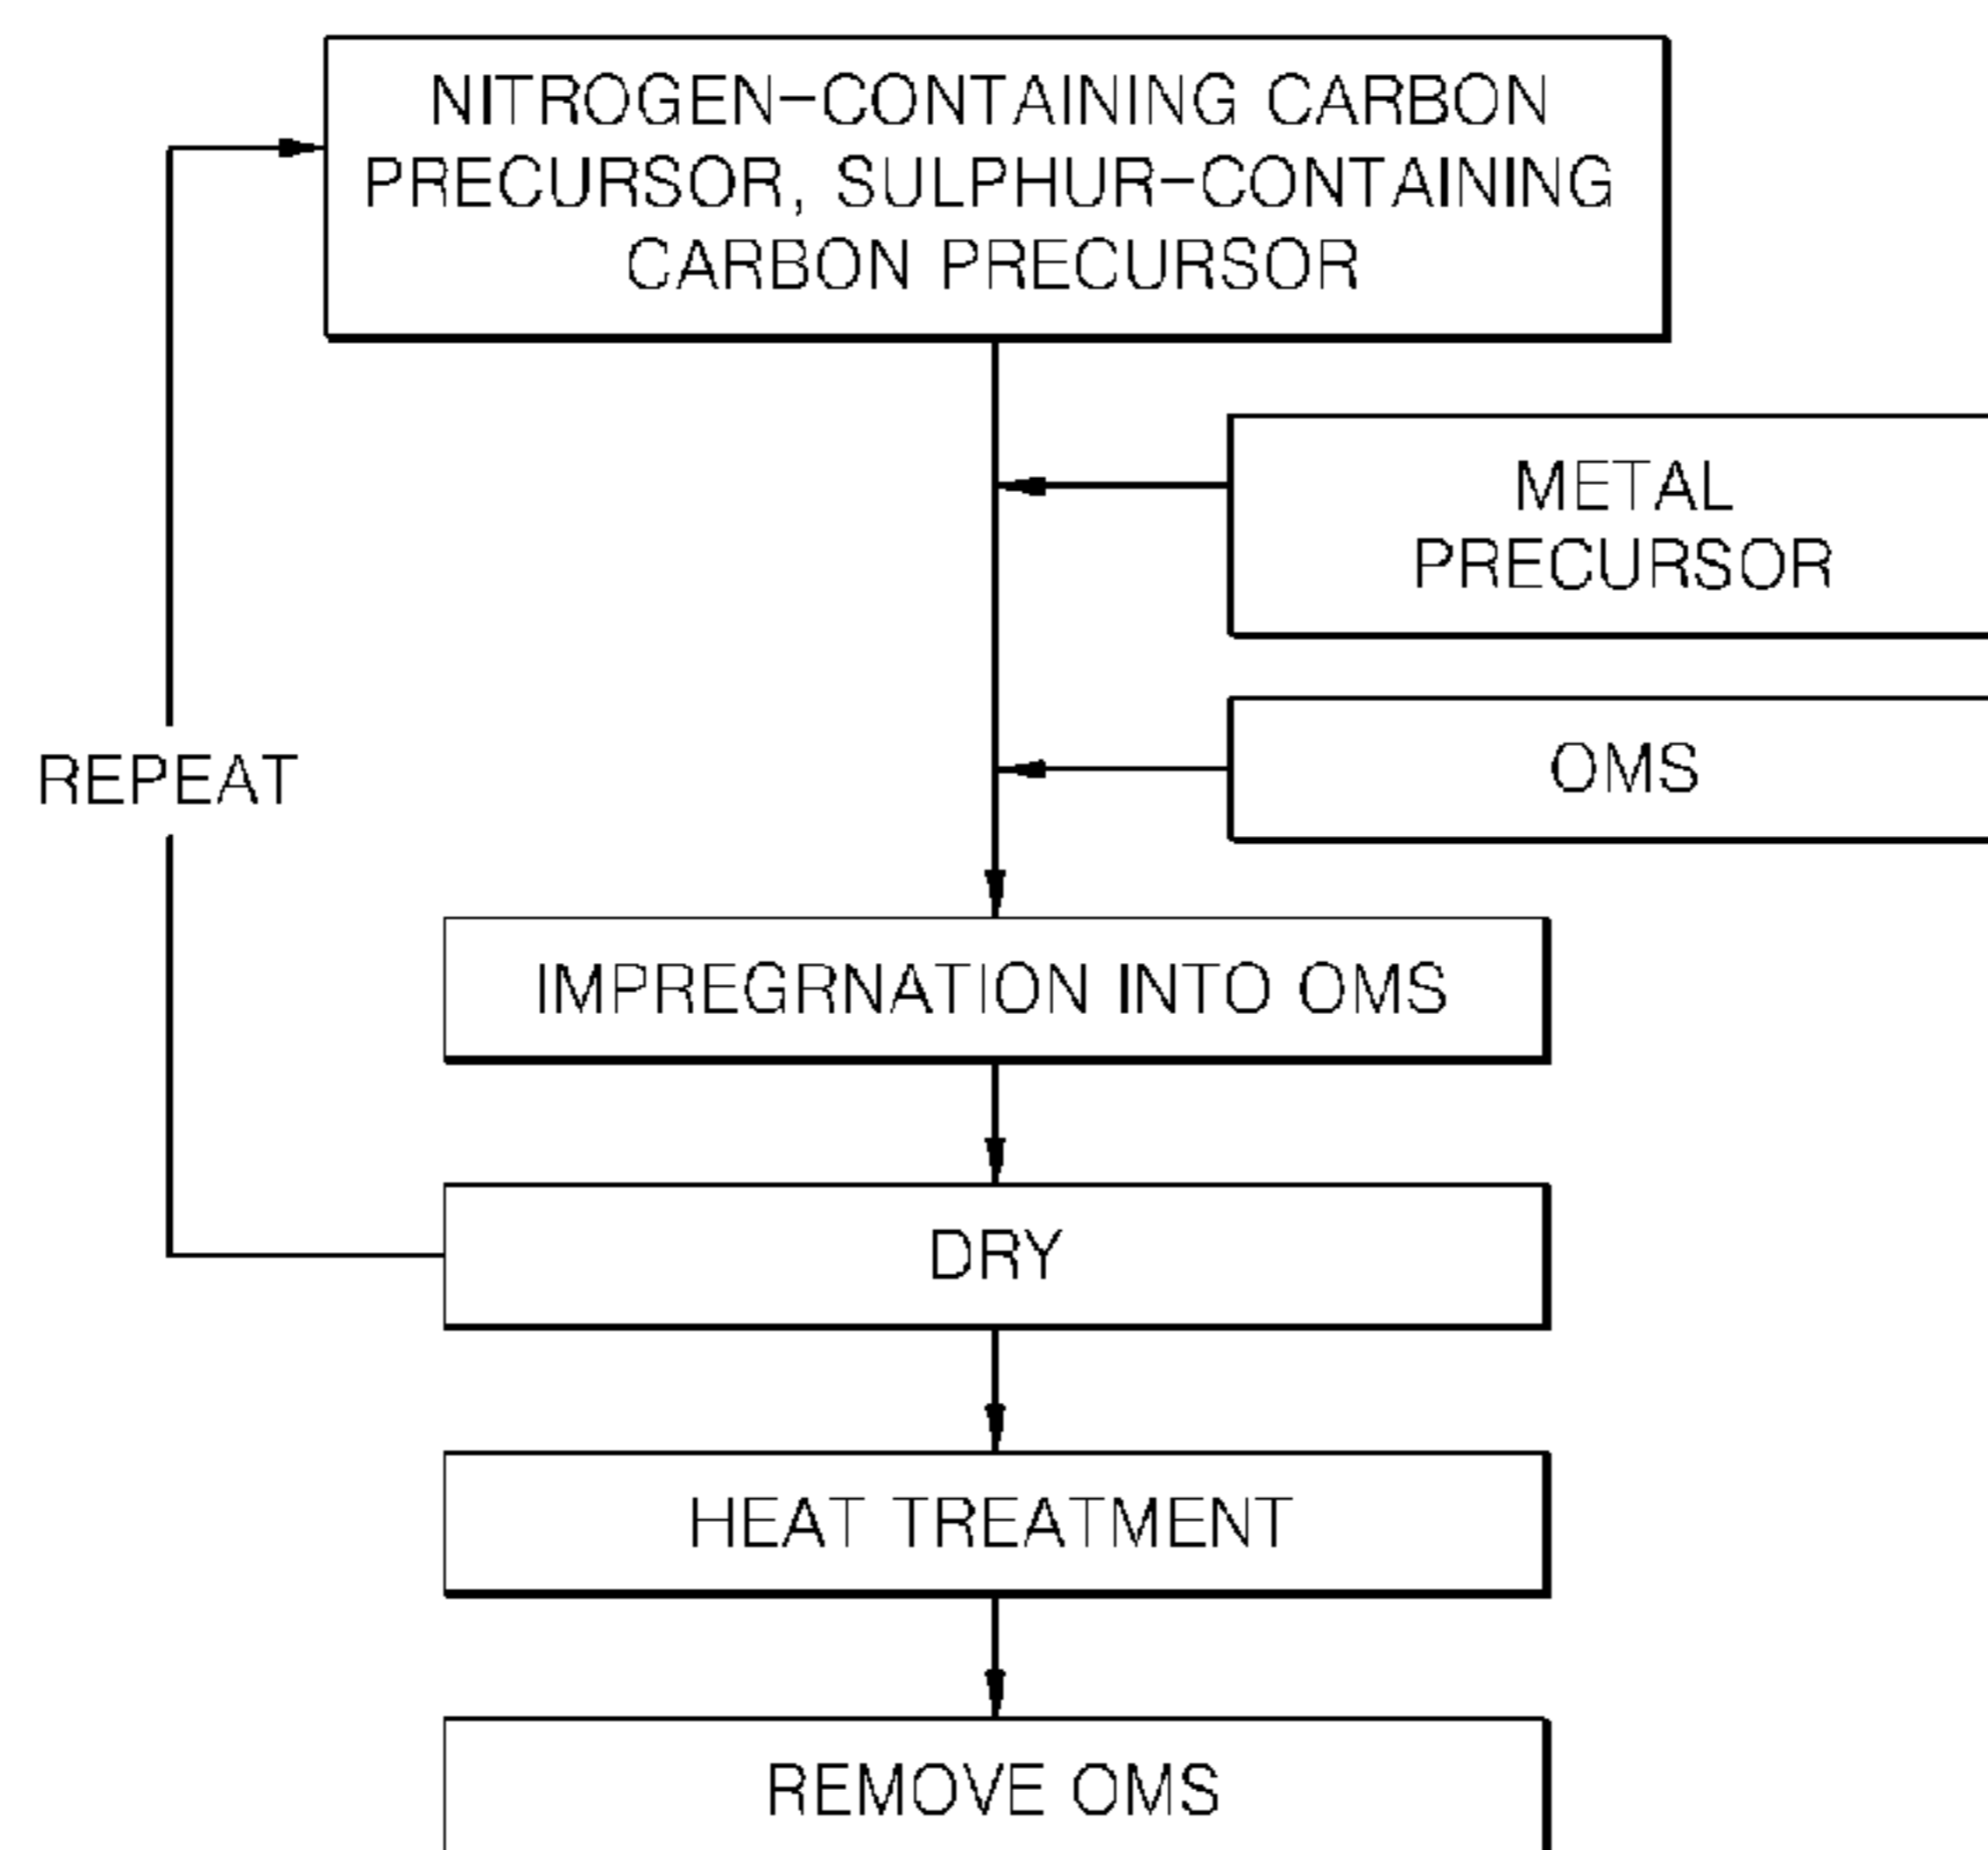 NITROGEN-CONTAINING CARBON
PRECURSOR, SULPHUR-CONTAINING
CARBON PRECURSOR
METAL
PRECURSOR
OMS
REPEAT
IMPREGRNATION INTO OMS
DRY
HEAT TREATMENT
REMOVE OMS